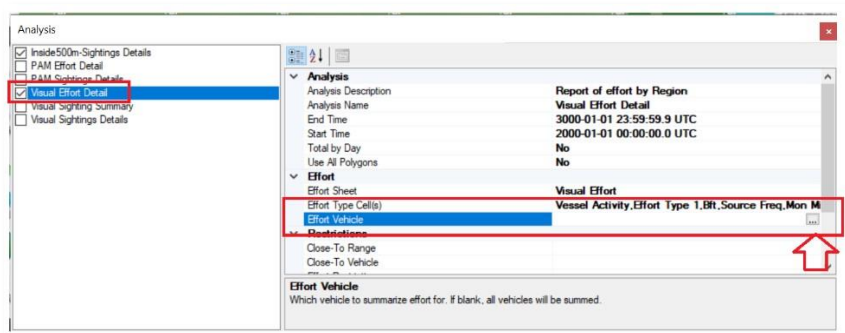 Analysis
Inside500m-Sightings Details
PAM Effort Detail
PAM Sightings Details
Visual Effort Detail
Visual Sighting Summary
Visual Sightings Details
Analysis
Analysis Description Report of effort by Region
Analysis Name Visual Effort Detail
End Time 3000-01-01 23:59:59.9 UTC
Start Time 2000-01-01 00:00:00.0 UTC
Total by Day No
Use All Polygons No
Effort
Effort Sheet Visual Effort
Effort Type Cell(s) Vessel Activity,Effort Type 1,Bft,Source Freq,Mon Mi
Effort Vehicle ...
Restrictions
Close-To Range
Close-To Vehicle
Effort Vehicle
Which vehicle to summarize effort for. If blank, all vehicles will be summed.